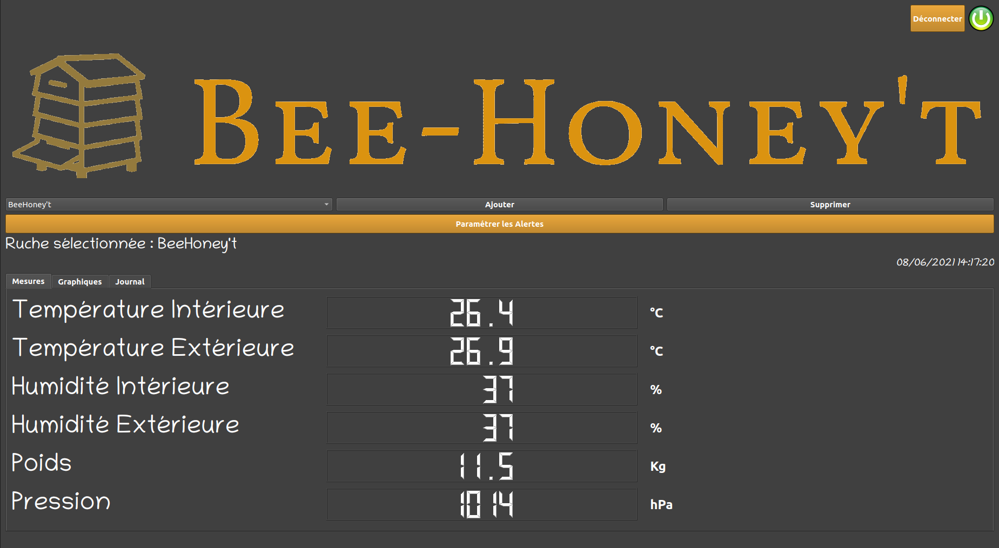 Déconnecter
BEE-HONEY't
BeeHoney't Ajouter Supprimer
Paramétrer les Alertes
Ruche sélectionnée : BeeHoney't
08/06/2021 14:17:20
Mesures Graphiques Journal
Température Intérieure 26.4 °C
Température Extérieure 26.9 °C
Humidité Intérieure 37 %
Humidité Extérieure 37 %
Poids 11.5 Kg
Pression 1014 hPa